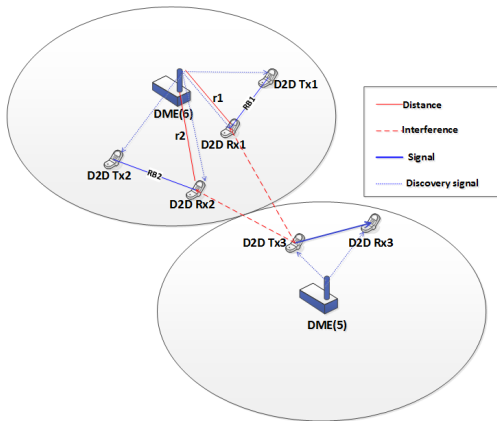 D2D Tx1
r1
RB1
DME(6)
r2
D2D Rx1
D2D Tx2
RB2
D2D Rx2
Distance
Interference
Signal
Discovery signal
D2D Tx3
D2D Rx3
DME(5)